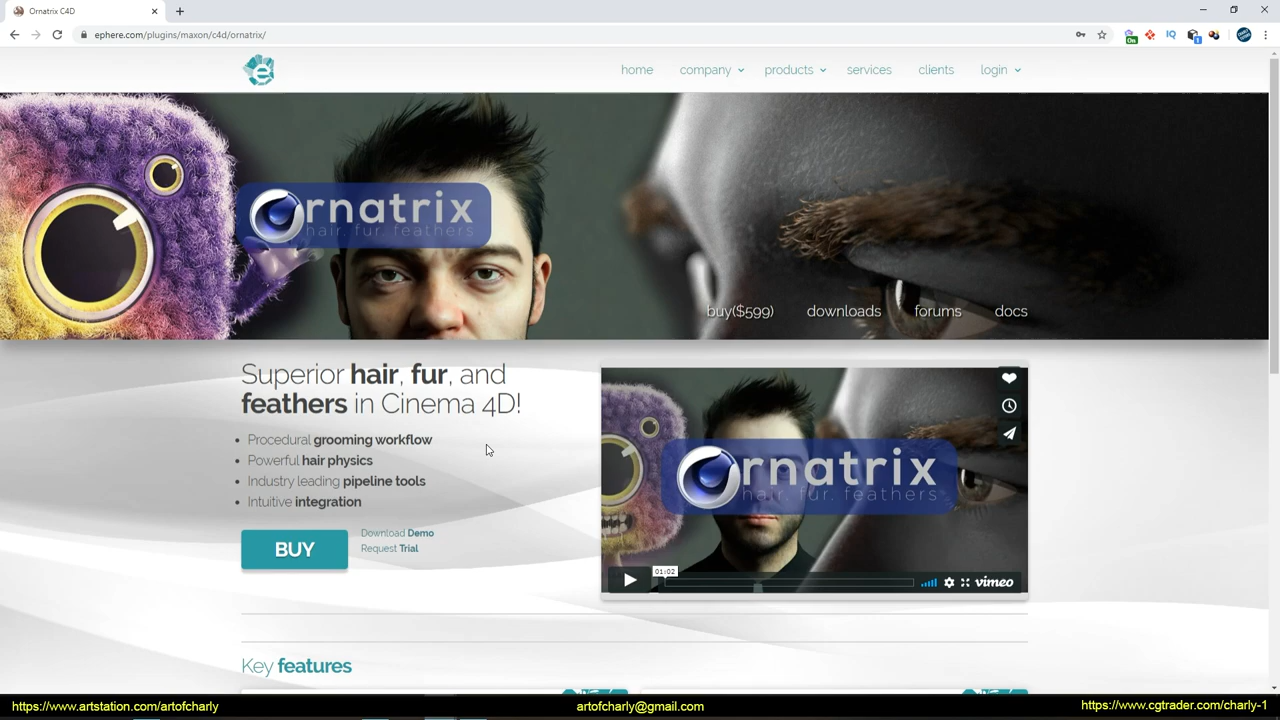 Ornatrix C4D
ephere.com/plugins/maxon/c4d/ornatrix/
On
IQ
1
e
home company products services clients login
Ornatrix
hair. fur. feathers
buy($599) downloads forums docs
Superior hair, fur, and
feathers in Cinema 4D!
Procedural grooming workflow
Powerful hair physics
Industry leading pipeline tools
Intuitive integration
BUY
Download Demo
Request Trial
Ornatrix
hair. fur. feathers
01:02
vimeo
Key features
https://www.artstation.com/artofcharly
artofcharly@gmail.com
https://www.cgtrader.com/charly-1